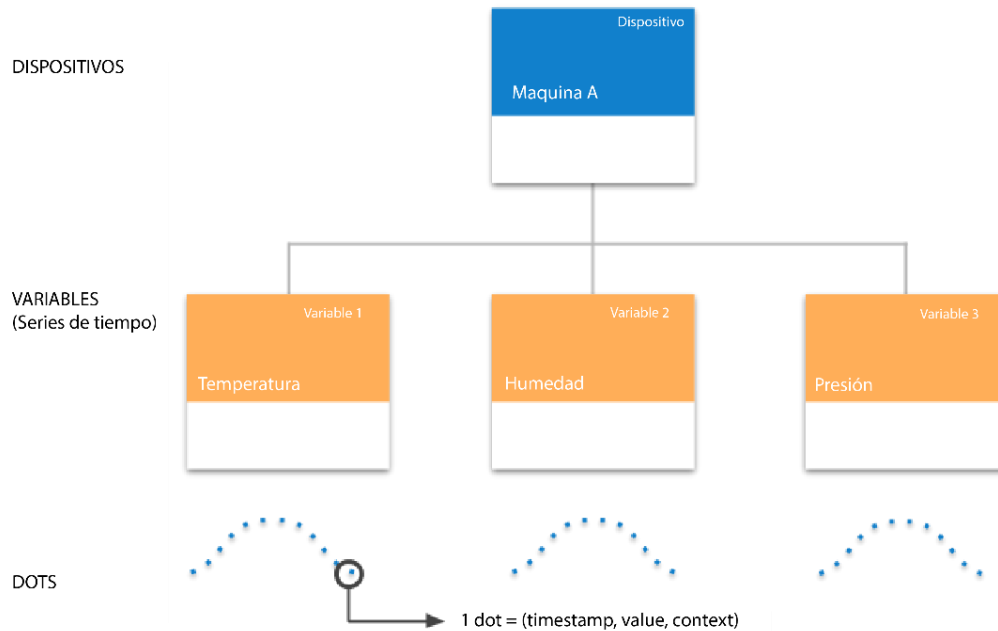 Dispositivo
DISPOSITIVOS
Maquina A
VARIABLES
(Series de tiempo)
Variable 1
Variable 2
Variable 3
Temperatura
Humedad
Presión
DOTS
1 dot = (timestamp, value, context)